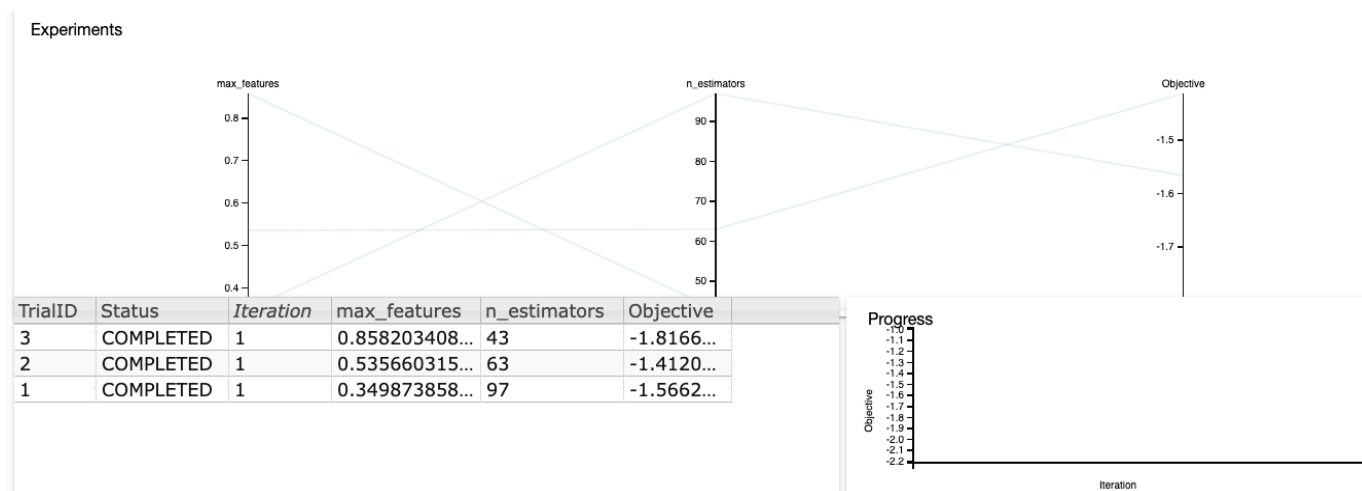 Experiments
max_features n_estimators Objective
0.8
0.7
0.6
0.5
0.4
90
80
70
60
50
-1.5
-1.6
-1.7
TrialID Status Iteration max_features n_estimators Objective
3 COMPLETED 1 0.858203408... 43 -1.8166...
2 COMPLETED 1 0.535660315... 63 -1.4120...
1 COMPLETED 1 0.349873858... 97 -1.5662...
Progress
-1.0
-1.1
-1.2
-1.3
-1.4
-1.5
-1.6
-1.7
-1.8
-1.9
-2.0
-2.1
-2.2
Objective
Iteration